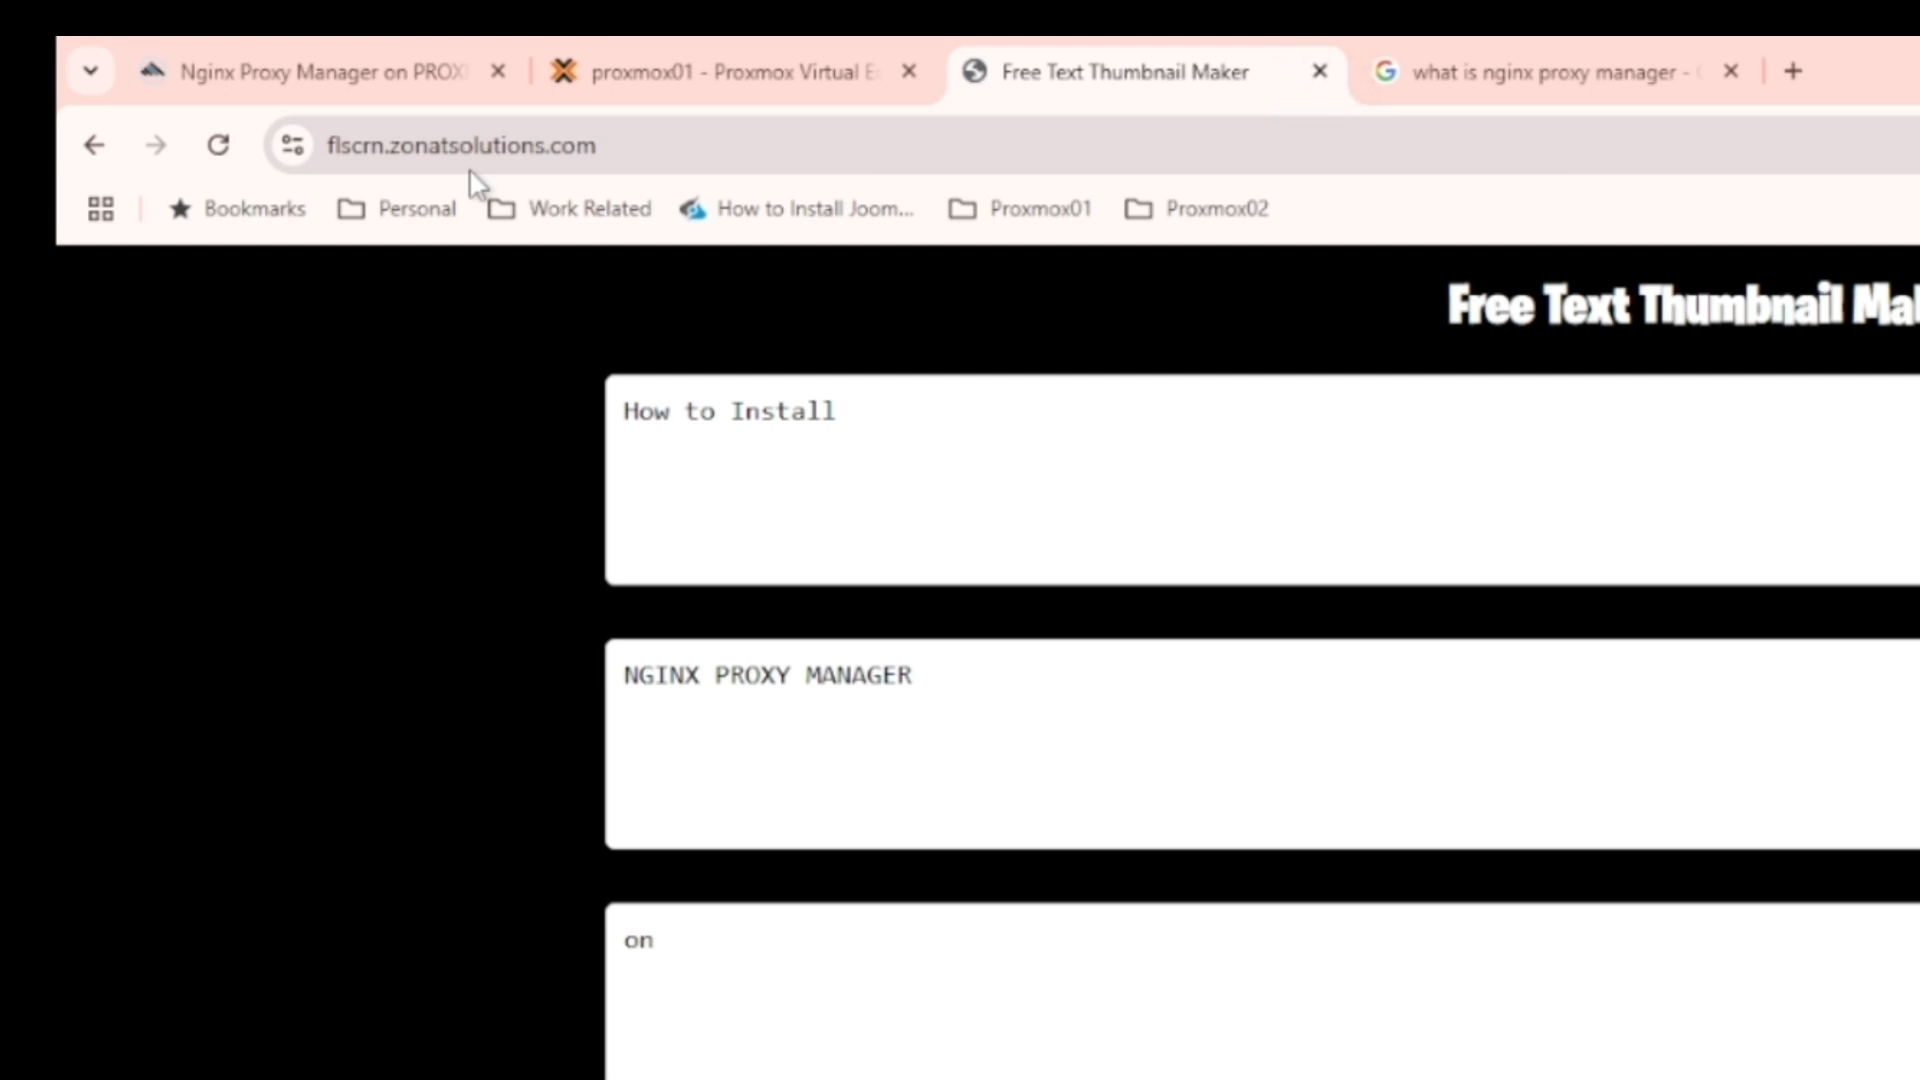 Nginx Proxy Manager on PROX
proxmox01 - Proxmox Virtual E
Free Text Thumbnail Maker
what is nginx proxy manager -
flscrn.zonatsolutions.com
Bookmarks
Personal
Work Related
How to Install Joom...
Proxmox01
Proxmox02
Free Text Thumbnail Ma
How to Install
NGINX PROXY MANAGER
on